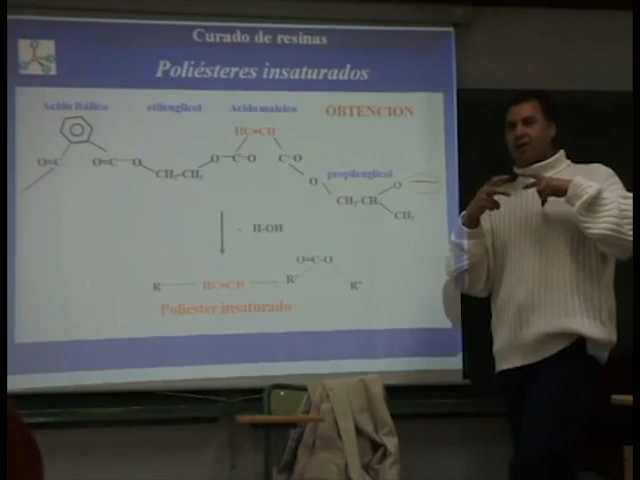 Curado de resinas
Poliésteres insaturados
Ácido ftálico etilenglicol Acido maleico OBTENCION
HC=CH
O=C O=C O O C O C O
CH₂-CH₂ O propilenglicol O
CH₂-CH
CH₃
- H-OH
O=C-O
R HC=CH R' R''
Poliester insaturado